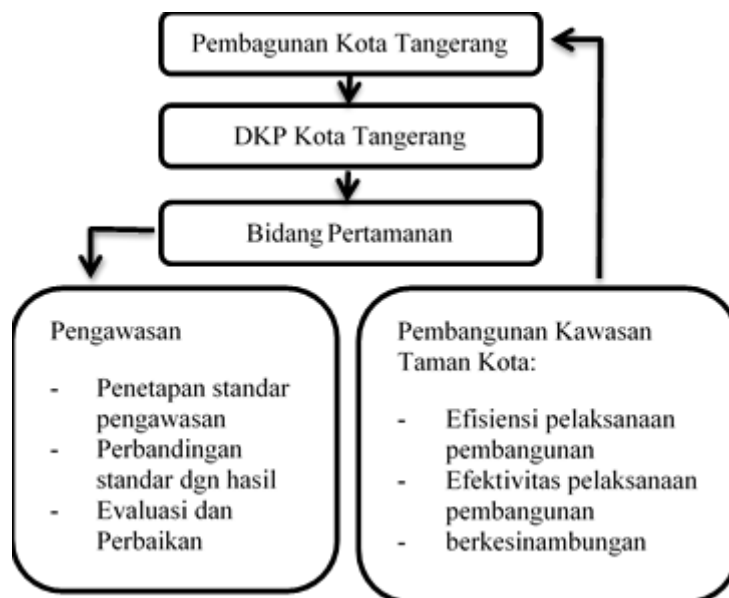 Pembagunan Kota Tangerang
DKP Kota Tangerang
Bidang Pertamanan
Pengawasan
- Penetapan standar
pengawasan
- Perbandingan
standar dgn hasil
- Evaluasi dan
Perbaikan
Pembangunan Kawasan
Taman Kota:
- Efisiensi pelaksanaan
pembangunan
- Efektivitas pelaksanaan
pembangunan
- berkesinambungan